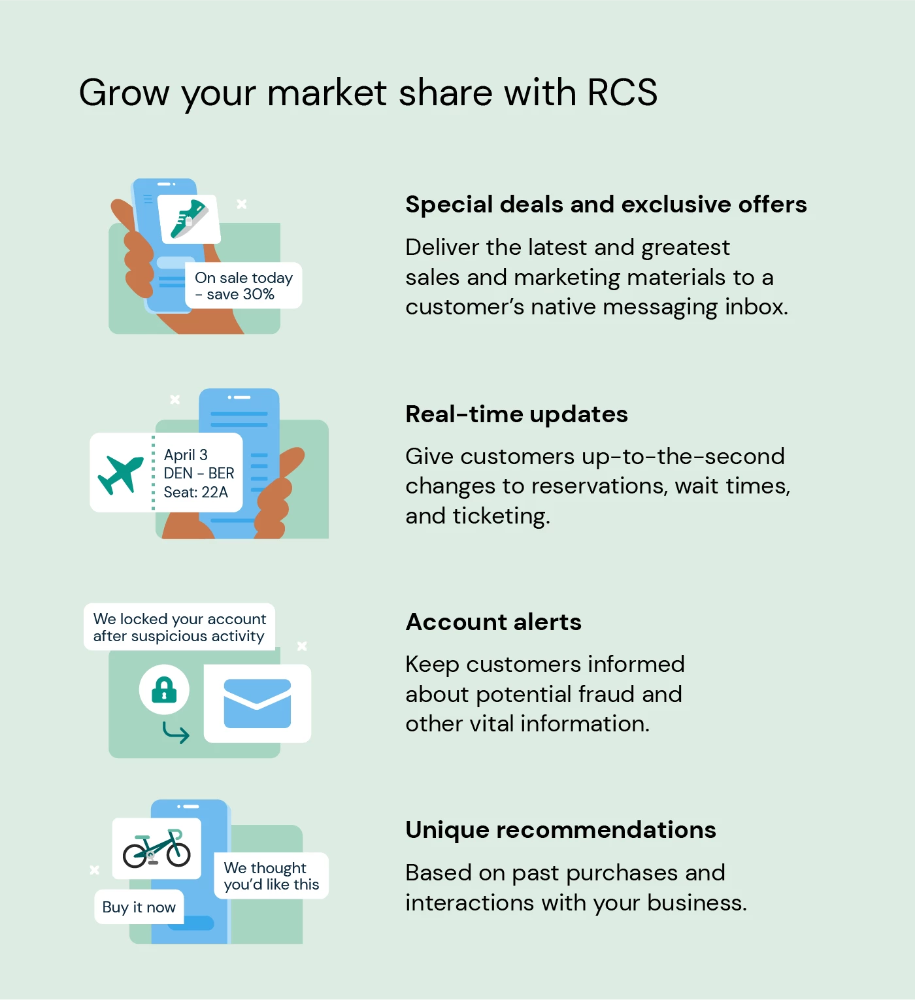 Grow your market share with RCS
On sale today
- save 30%
Special deals and exclusive offers
Deliver the latest and greatest
sales and marketing materials to a
customer’s native messaging inbox.
April 3
DEN - BER
Seat: 22A
Real-time updates
Give customers up-to-the-second
changes to reservations, wait times,
and ticketing.
We locked your account
after suspicious activity
Account alerts
Keep customers informed
about potential fraud and
other vital information.
We thought
you’d like this
Buy it now
Unique recommendations
Based on past purchases and
interactions with your business.